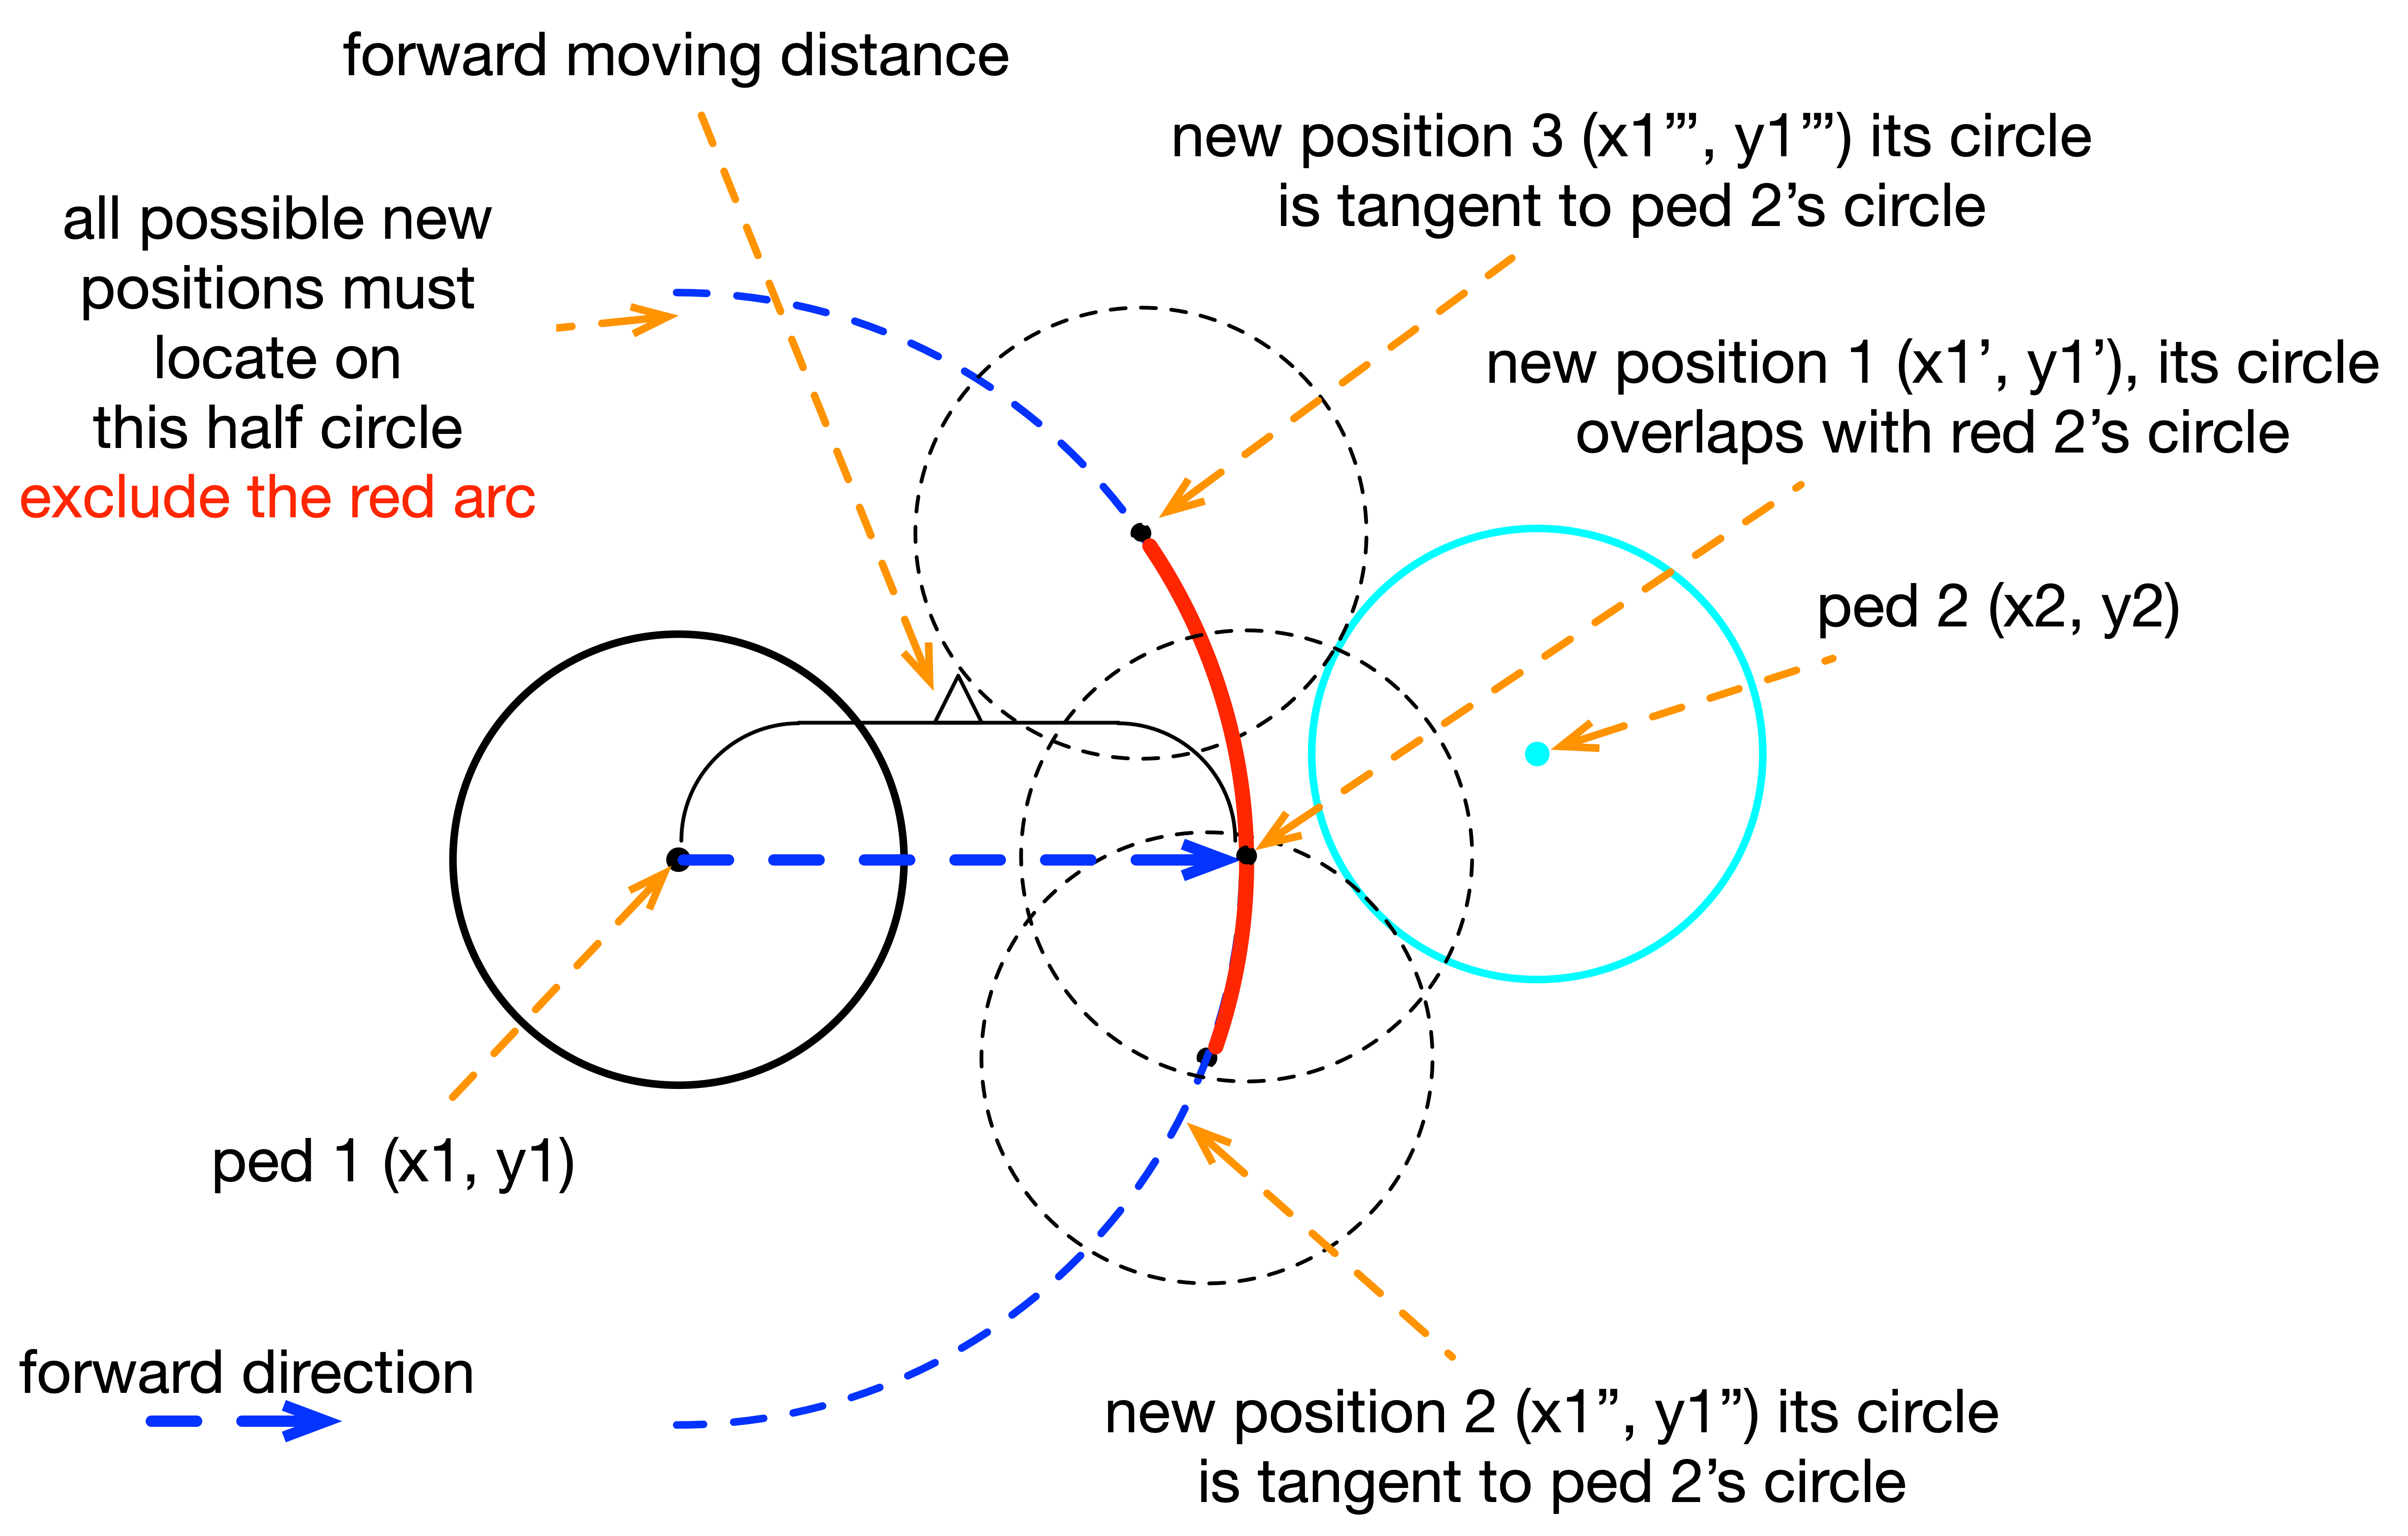 forward moving distance
new position 3 (x1”’, y1”’) its circle
is tangent to ped 2’s circle
all possible new
positions must
locate on
this half circle
exclude the red arc
new position 1 (x1’, y1’), its circle
overlaps with red 2’s circle
ped 2 (x2, y2)
ped 1 (x1, y1)
forward direction
new position 2 (x1”, y1”) its circle
is tangent to ped 2’s circle